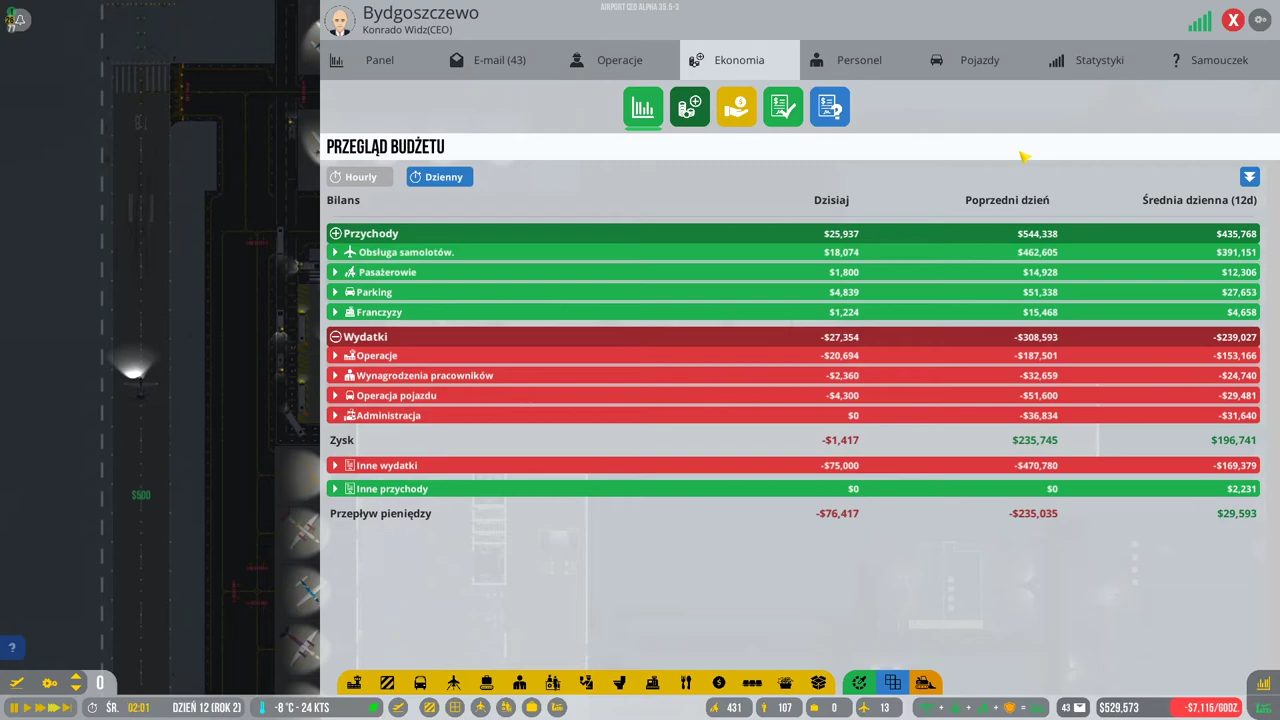 AIRPORT CEO ALPHA 35.5-3
Bydgoszczewo
Konrado Widz(CEO)
X
Panel
E-mail (43)
Operacje
Ekonomia
Personel
Pojazdy
Statystyki
? Samouczek
PRZEGLĄD BUDŻETU
Hourly
Dzienny
Bilans Dzisiaj Poprzedni dzień Średnia dzienna (12d)
Przychody $25,937 $544,338 $435,768
Obsługa samolotów. $18,074 $462,605 $391,151
Pasażerowie $1,800 $14,928 $12,306
Parking $4,839 $51,338 $27,653
Franczyzy $1,224 $15,468 $4,658
Wydatki -$27,354 -$308,593 -$239,027
Operacje -$20,694 -$187,501 -$153,166
Wynagrodzenia pracowników -$2,360 -$32,659 -$24,740
Operacja pojazdu -$4,300 -$51,600 -$29,481
Administracja $0 -$36,834 -$31,640
Zysk -$1,417 $235,745 $196,741
Inne wydatki -$75,000 -$470,780 -$169,379
Inne przychody $0 $0 $2,231
Przepływ pieniędzy -$76,417 -$235,035 $29,593
$500
?
0
ŚR. 02:01 DZIEŃ 12 (ROK 2) -8 °C - 24 KTS
431 107 0 13
43 $529,573 -$7.115/GODZ.